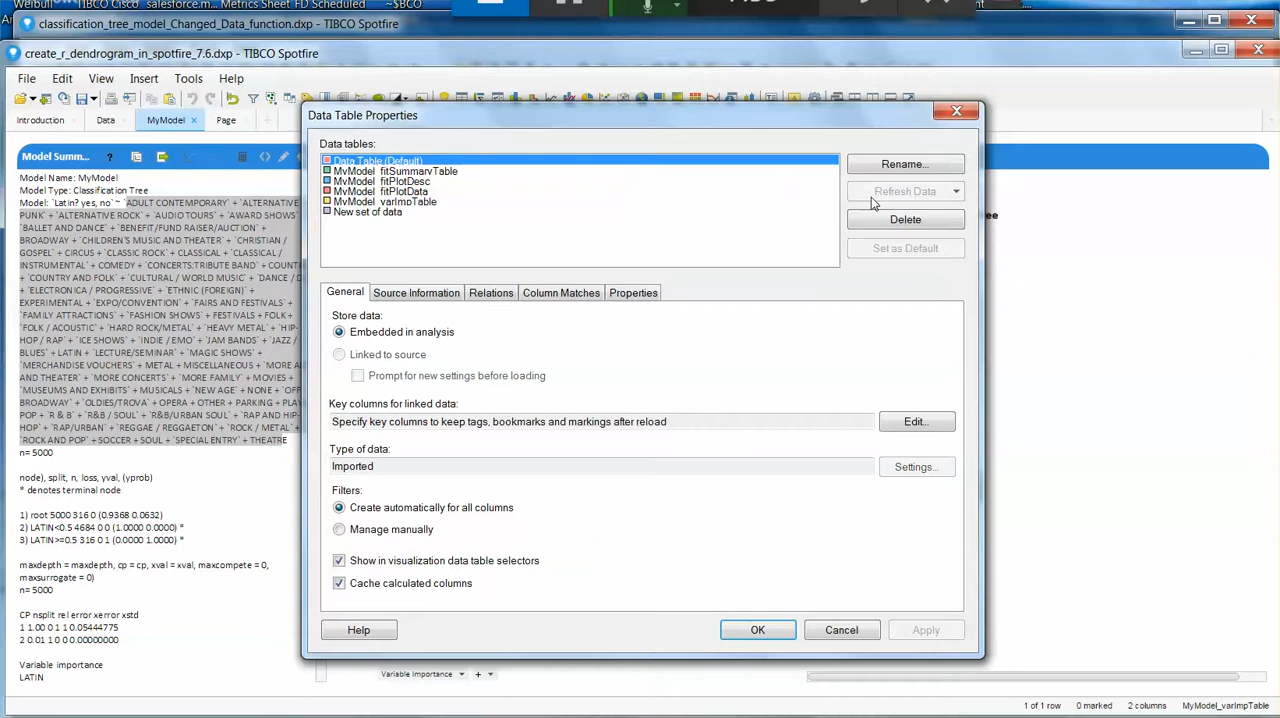 Weibull
TIBCO Cisco
salesforce.m...
Metrics Sheet
FD Scheduled
~$BCO
classification_tree_model_Changed_Data_function.dxp - TIBCO Spotfire
create_r_dendrogram_in_spotfire_7.6.dxp - TIBCO Spotfire
File Edit View Insert Tools Help
Introduction Data MyModel × Page +
Model Summ... ?
Model Name: MyModel
Model Type: Classification Tree
Model: `Latin? yes, no` ~ `ADULT CONTEMPORARY` + `ALTERNATIVE
PUNK` + `ALTERNATIVE ROCK` + `AUDIO TOURS` + `AWARD SHOWS`
`BALLET AND DANCE` + `BENEFIT/FUND RAISER/AUCTION` +
BROADWAY + `CHILDREN'S MUSIC AND THEATER` + `CHRISTIAN /
GOSPEL` + CIRCUS + `CLASSIC ROCK` + CLASSICAL + `CLASSICAL /
INSTRUMENTAL` + COMEDY + `CONCERTS:TRIBUTE BAND` + COUNT
+ `COUNTRY AND FOLK` + `CULTURAL / WORLD MUSIC` + `DANCE / D
+ `ELECTRONICA / PROGRESSIVE` + `ETHNIC (FOREIGN)` +
EXPERIMENTAL + `EXPO/CONVENTION` + `FAIRS AND FESTIVALS` +
`FAMILY ATTRACTIONS` + `FASHION SHOWS` + FESTIVALS + FOLK +
`FOLK / ACOUSTIC` + `HARD ROCK/METAL` + `HEAVY METAL` + `HIP-
HOP / RAP` + `ICE SHOWS` + `INDIE / EMO` + `JAM BANDS` + `JAZZ /
BLUES` + LATIN + `LECTURE/SEMINAR` + `MAGIC SHOWS` +
`MERCHANDISE VOUCHERS` + METAL + MISCELLANEOUS + `MORE A
AND THEATER` + `MORE CONCERTS` + `MORE FAMILY` + MOVIES +
`MUSEUMS AND EXHIBITS` + MUSICALS + `NEW AGE` + NONE + `OFF
BROADWAY` + `OLDIES/TROVA` + OPERA + OTHER + PARKING + PLAY
POP + `R & B` + `R&B / SOUL` + `R&B/URBAN SOUL` + `RAP AND HIP-
HOP` + `RAP/URBAN` + `REGGAE / REGGAETON` + `ROCK / METAL` +
`ROCK AND POP` + SOCCER + SOUL + `SPECIAL ENTRY` + THEATRE
n= 5000
node), split, n, loss, yval, (yprob)
* denotes terminal node
1) root 5000 316 0 (0.9368 0.0632)
2) LATIN<0.5 4684 0 0 (1.0000 0.0000) *
3) LATIN>=0.5 316 0 1 (0.0000 1.0000) *
maxdepth = maxdepth, cp = cp, xval = xval, maxcompete = 0,
maxsurrogate = 0)
n= 5000
CP nsplit rel error xerror xstd
1 1.00 0 1 1 0.05444775
2 0.01 1 0 0 0.00000000
Variable importance
LATIN
Data Table Properties
Data tables:
Data Table (Default)
MyModel_fitSummaryTable
MyModel_fitPlotDesc
MyModel_fitPlotData
MyModel_varImpTable
New set of data
Rename...
Refresh Data
Delete
Set as Default
General Source Information Relations Column Matches Properties
Store data:
Embedded in analysis
Linked to source
Prompt for new settings before loading
Key columns for linked data:
Specify key columns to keep tags, bookmarks and markings after reload
Edit...
Type of data:
Imported
Settings...
Filters:
Create automatically for all columns
Manage manually
Show in visualization data table selectors
Cache calculated columns
Help OK Cancel Apply
Variable Importance + -
1 of 1 row 0 marked 2 columns MyModel_varImpTable